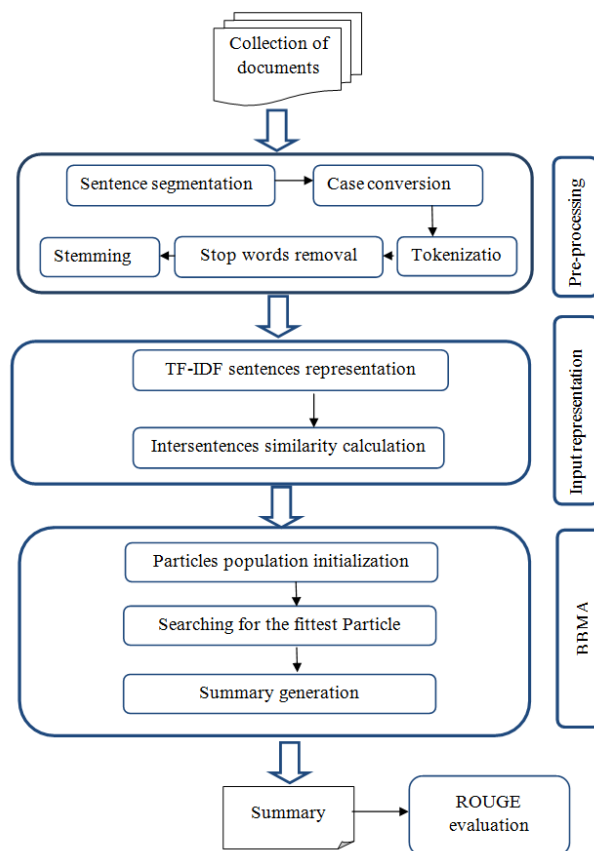 Collection of
documents
Sentence segmentation
Case conversion
Tokenizatio
Stop words removal
Stemming
Pre-processing
TF-IDF sentences representation
Intersentences similarity calculation
Input representation
Particles population initialization
Searching for the fittest Particle
Summary generation
BBMA
Summary
ROUGE
evaluation